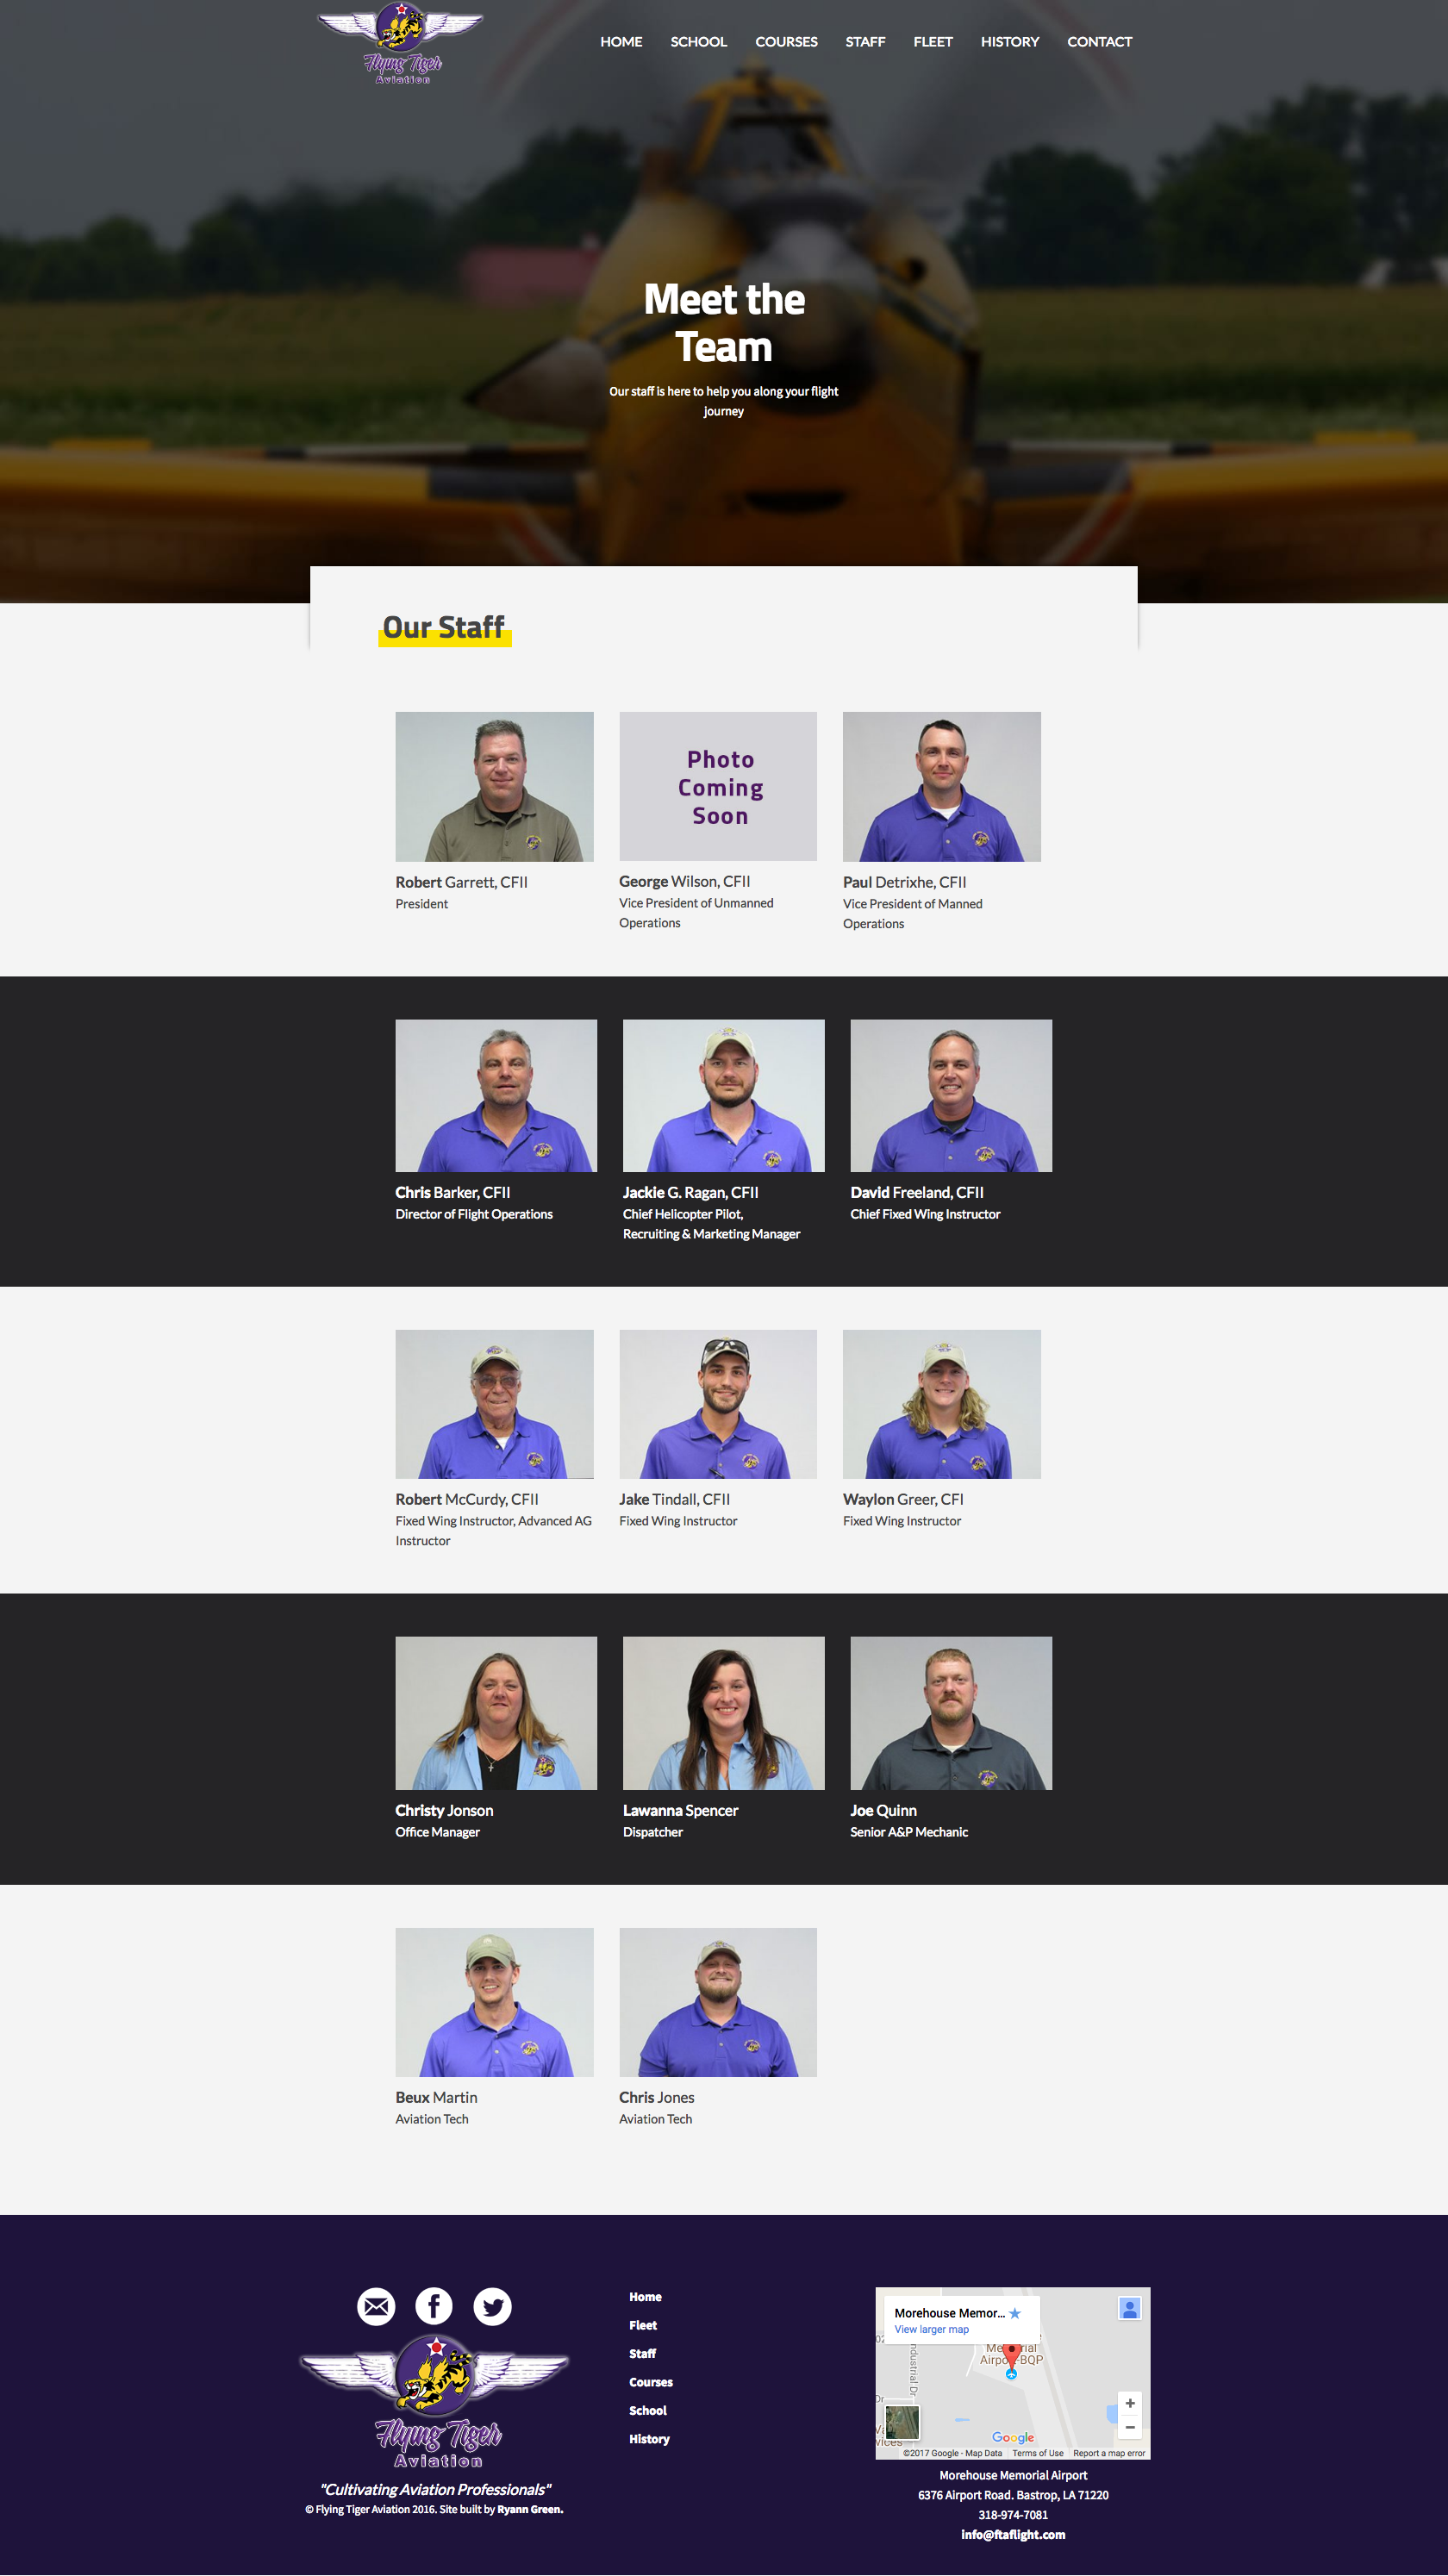 Flying Tiger
Aviation
HOME SCHOOL COURSES STAFF FLEET HISTORY CONTACT
Meet the
Team
Our staff is here to help you along your flight
journey
Our Staff
Photo
Coming
Soon
Robert Garrett, CFII
President
George Wilson, CFII
Vice President of Unmanned
Operations
Paul Detrixhe, CFII
Vice President of Manned
Operations
Chris Barker, CFII
Director of Flight Operations
Jackie G. Ragan, CFII
Chief Helicopter Pilot,
Recruiting & Marketing Manager
David Freeland, CFII
Chief Fixed Wing Instructor
Robert McCurdy, CFII
Fixed Wing Instructor, Advanced AG
Instructor
Jake Tindall, CFII
Fixed Wing Instructor
Waylon Greer, CFI
Fixed Wing Instructor
Christy Jonson
Office Manager
Lawanna Spencer
Dispatcher
Joe Quinn
Senior A&P Mechanic
Beux Martin
Aviation Tech
Chris Jones
Aviation Tech
Flying Tiger
Aviation
"Cultivating Aviation Professionals"
© Flying Tiger Aviation 2016. Site built by Ryann Green.
Home
Fleet
Staff
Courses
School
History
Morehouse Memor...
View larger map
Google
©2017 Google - Map Data Terms of Use Report a map error
Morehouse Memorial Airport
6376 Airport Road. Bastrop, LA 71220
318-974-7081
info@ftaflight.com